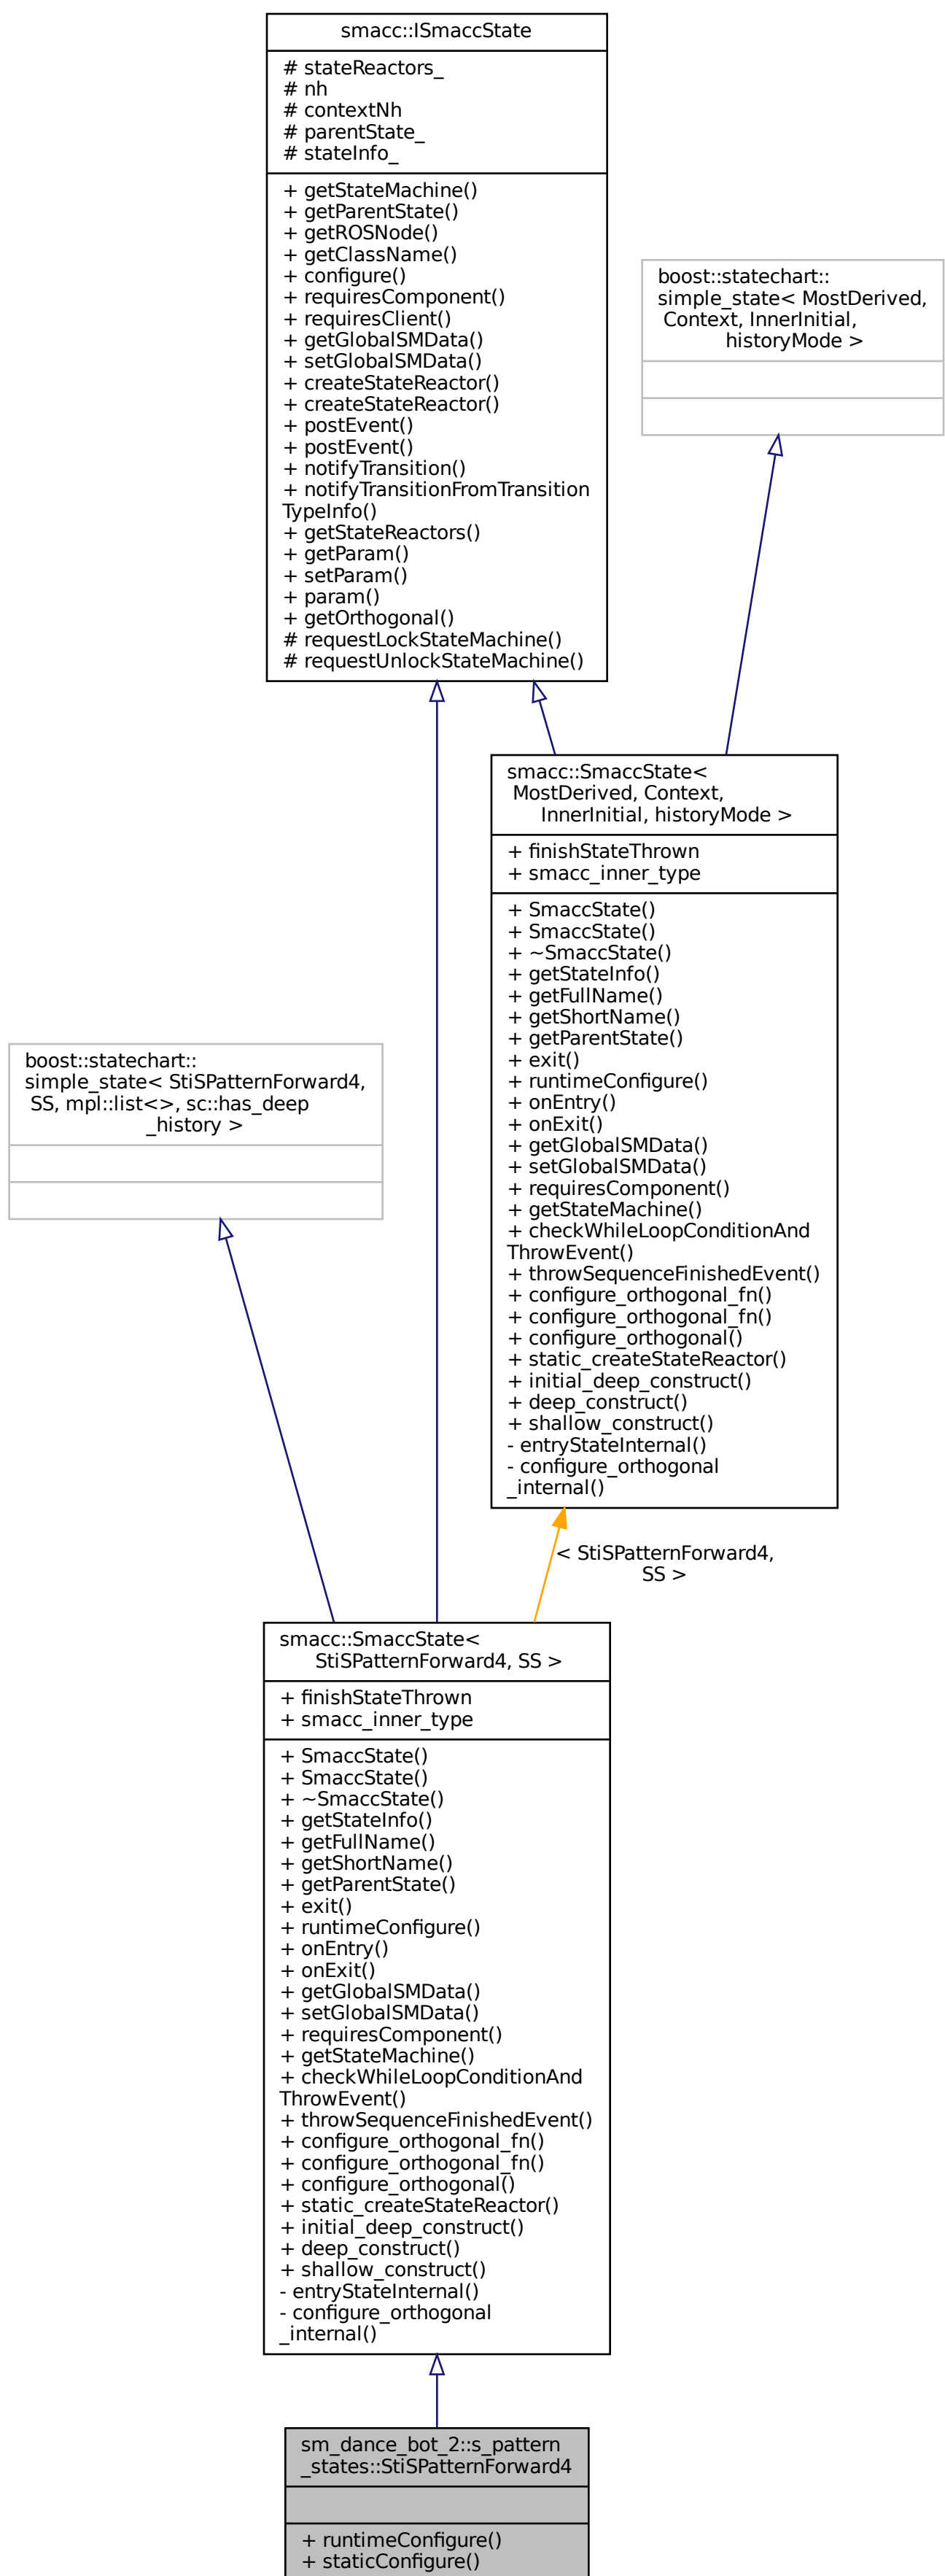 smacc::ISmaccState
# stateReactors_
# nh
# contextNh
# parentState_
# stateInfo_
+ getStateMachine()
+ getParentState()
+ getROSNode()
+ getClassName()
+ configure()
+ requiresComponent()
+ requiresClient()
+ getGlobalSMData()
+ setGlobalSMData()
+ createStateReactor()
+ createStateReactor()
+ postEvent()
+ postEvent()
+ notifyTransition()
+ notifyTransitionFromTransition
TypeInfo()
+ getStateReactors()
+ getParam()
+ setParam()
+ param()
+ getOrthogonal()
# requestLockStateMachine()
# requestUnlockStateMachine()
boost::statechart::
simple_state< MostDerived,
Context, InnerInitial,
historyMode >
smacc::SmaccState<
MostDerived, Context,
InnerInitial, historyMode >
+ finishStateThrown
+ smacc_inner_type
+ SmaccState()
+ SmaccState()
+ ~SmaccState()
+ getStateInfo()
+ getFullName()
+ getShortName()
+ getParentState()
+ exit()
+ runtimeConfigure()
+ onEntry()
+ onExit()
+ getGlobalSMData()
+ setGlobalSMData()
+ requiresComponent()
+ getStateMachine()
+ checkWhileLoopConditionAnd
ThrowEvent()
+ throwSequenceFinishedEvent()
+ configure_orthogonal_fn()
+ configure_orthogonal_fn()
+ configure_orthogonal()
+ static_createStateReactor()
+ initial_deep_construct()
+ deep_construct()
+ shallow_construct()
- entryStateInternal()
- configure_orthogonal
_internal()
boost::statechart::
simple_state< StiSPatternForward4,
SS, mpl::list<>, sc::has_deep
_history >
< StiSPatternForward4,
SS >
smacc::SmaccState<
StiSPatternForward4, SS >
+ finishStateThrown
+ smacc_inner_type
+ SmaccState()
+ SmaccState()
+ ~SmaccState()
+ getStateInfo()
+ getFullName()
+ getShortName()
+ getParentState()
+ exit()
+ runtimeConfigure()
+ onEntry()
+ onExit()
+ getGlobalSMData()
+ setGlobalSMData()
+ requiresComponent()
+ getStateMachine()
+ checkWhileLoopConditionAnd
ThrowEvent()
+ throwSequenceFinishedEvent()
+ configure_orthogonal_fn()
+ configure_orthogonal_fn()
+ configure_orthogonal()
+ static_createStateReactor()
+ initial_deep_construct()
+ deep_construct()
+ shallow_construct()
- entryStateInternal()
- configure_orthogonal
_internal()
sm_dance_bot_2::s_pattern
_states::StiSPatternForward4
+ runtimeConfigure()
+ staticConfigure()